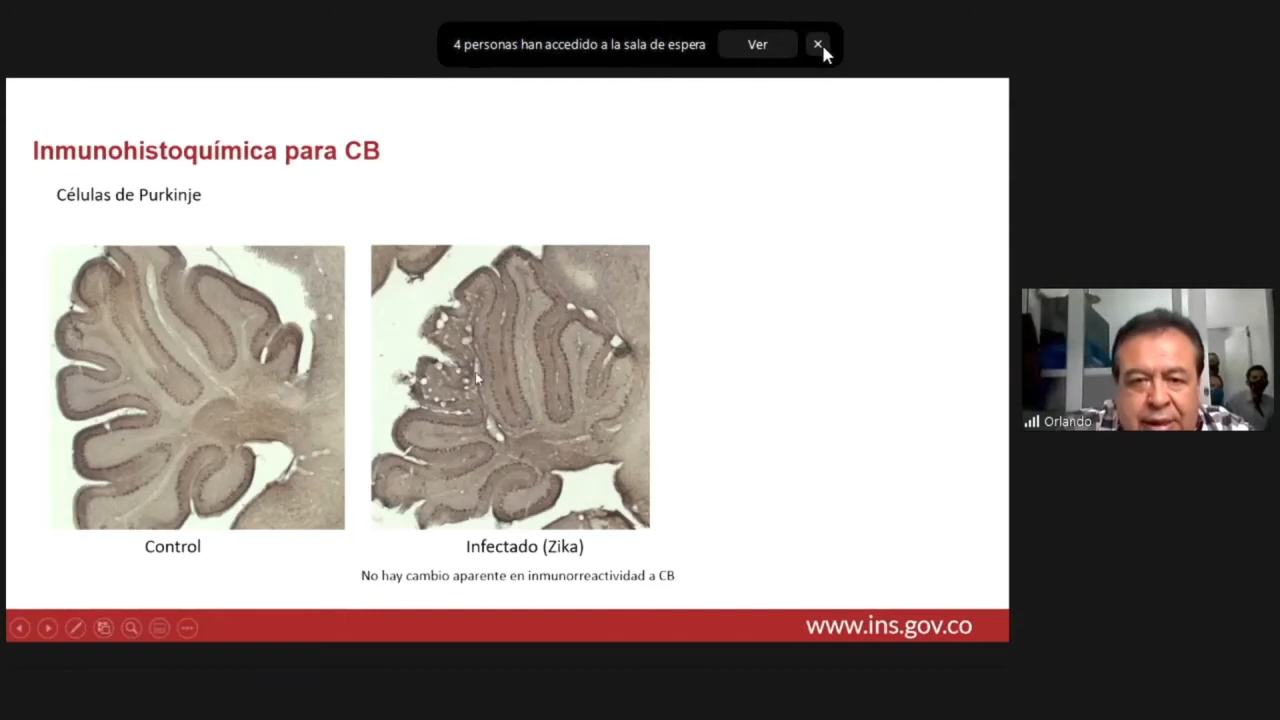 4 personas han accedido a la sala de espera
Ver
Inmunohistoquímica para CB
Células de Purkinje
Orlando
Control
Infectado (Zika)
No hay cambio aparente en inmunorreactividad a CB
www.ins.gov.co